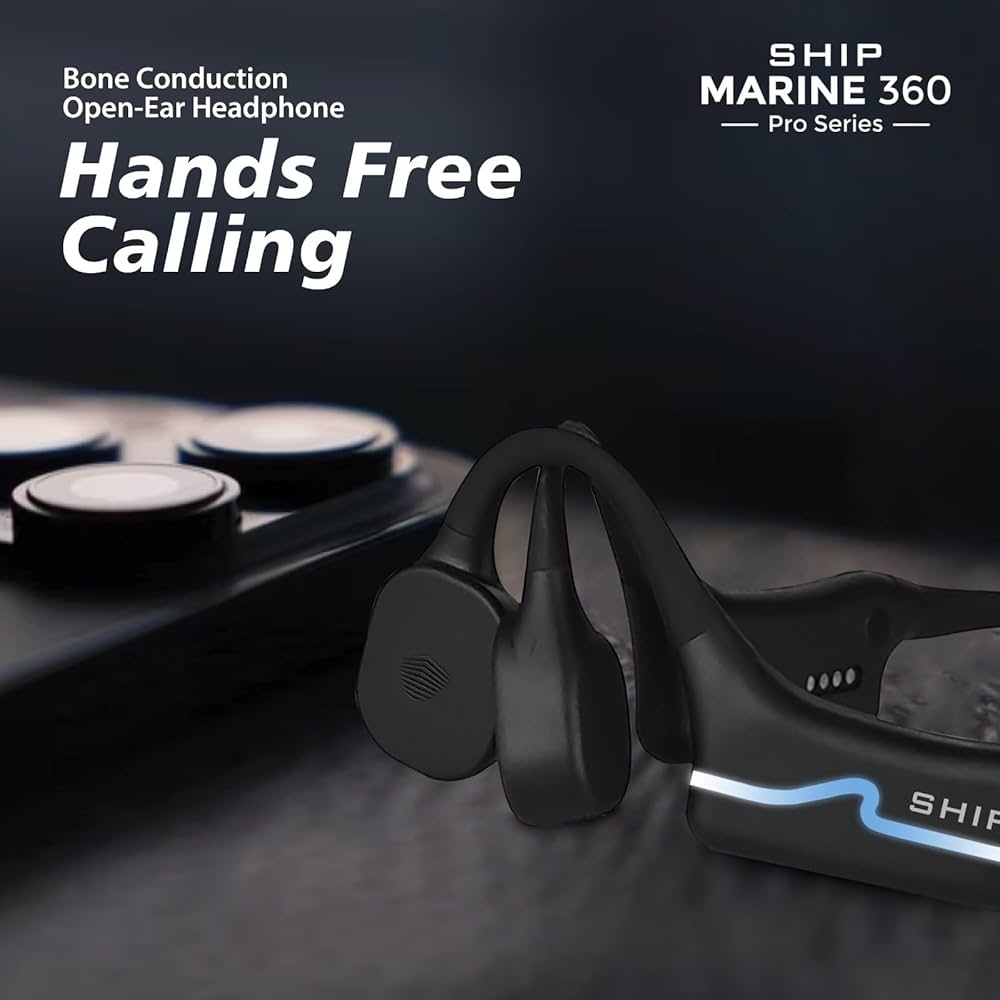 Bone Conduction
Open-Ear Headphone
Hands Free
Calling
SHIP
MARINE 360
Pro Series
SHIP